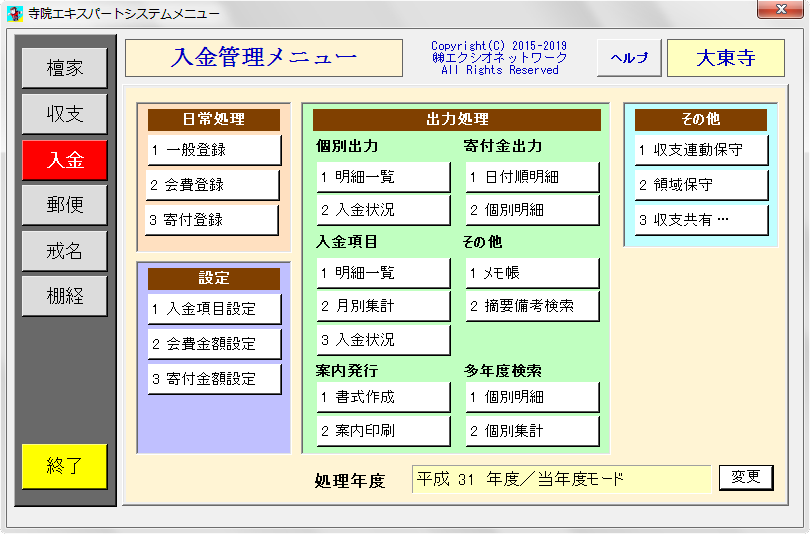 寺院エキスパートシステムメニュー
檀家
収支
入金
郵便
戒名
棚経
終了
入金管理メニュー
Copyright(C) 2015-2019
㈱エクシオネットワーク
All Rights Reserved
ヘルプ
大東寺
日常処理
1 一般登録
2 会費登録
3 寄付登録
設定
1 入金項目設定
2 会費金額設定
3 寄付金額設定
出力処理
個別出力
1 明細一覧
2 入金状況
入金項目
1 明細一覧
2 月別集計
3 入金状況
案内発行
1 書式作成
2 案内印刷
寄付金出力
1 日付順明細
2 個別明細
その他
1 メモ帳
2 摘要備考検索
多年度検索
1 個別明細
2 個別集計
その他
1 収支連動保守
2 領域保守
3 収支共有…
処理年度
平成 31 年度／当年度モード
変更